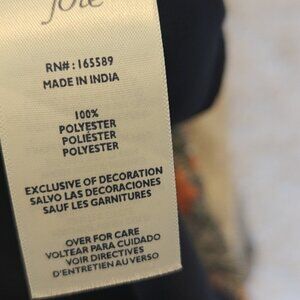 joie
RN#: 165589
MADE IN INDIA
100%
POLYESTER
POLIÉSTER
POLYESTER
EXCLUSIVE OF DECORATION
SALVO LAS DECORACIONES
SAUF LES GARNITURES
OVER FOR CARE
VOLTEAR PARA CUIDADO
VOIR DIRECTIVES
D'ENTRETIEN AU VERSO